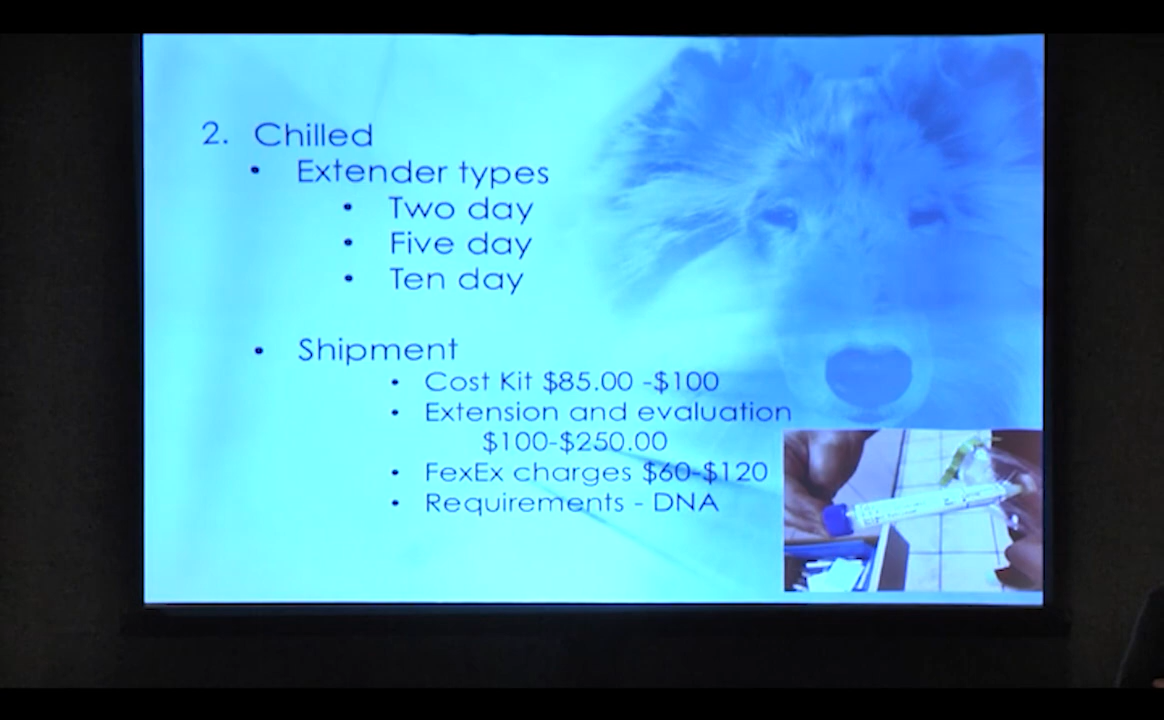 2. Chilled
• Extender types
• Two day
• Five day
• Ten day
• Shipment
• Cost Kit $85.00 -$100
• Extension and evaluation
$100-$250.00
• FexEx charges $60-$120
• Requirements - DNA